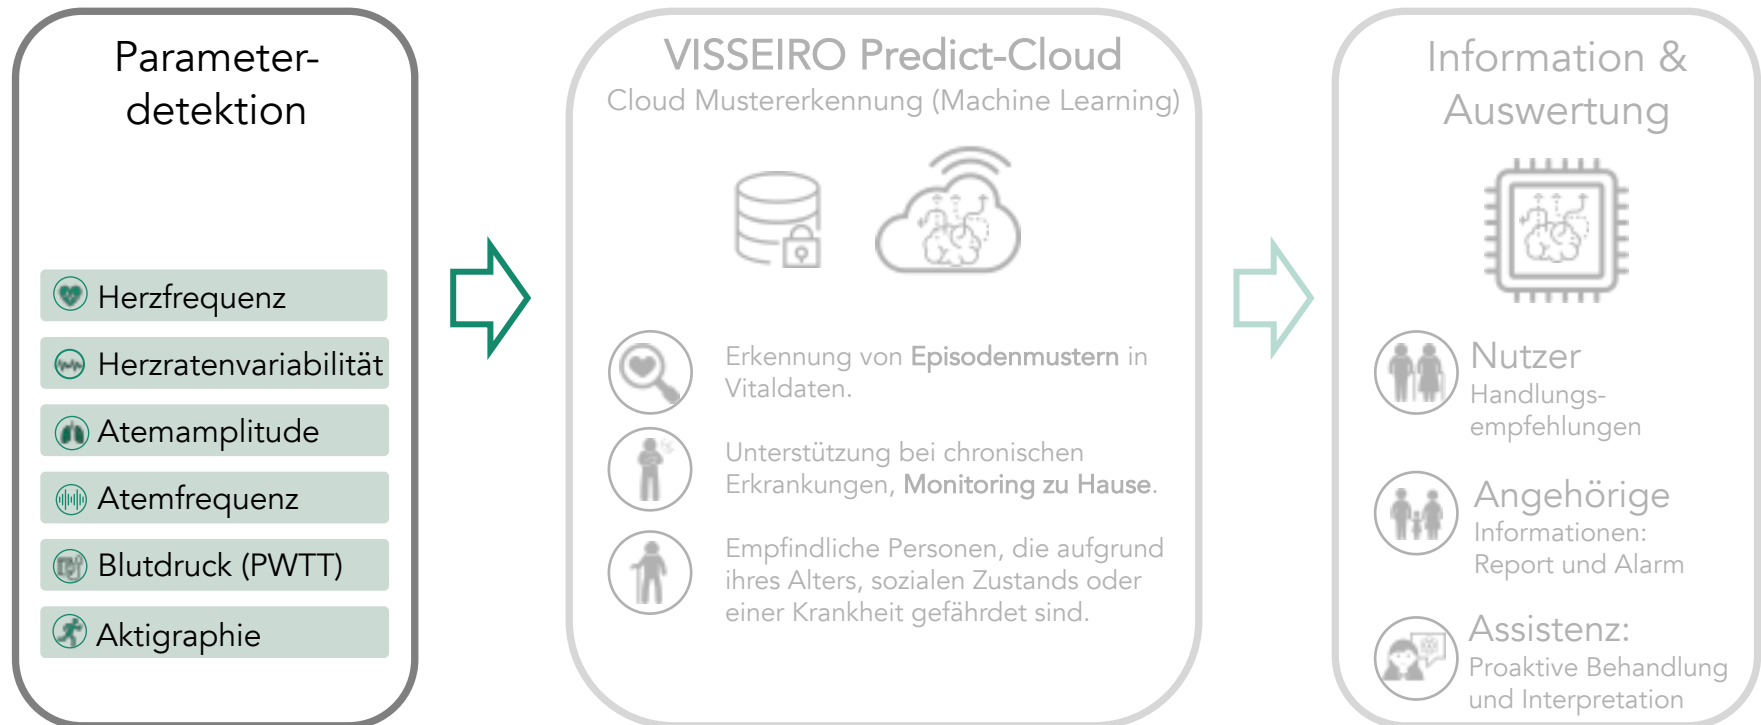 Parameter-
detektion
Herzfrequenz
Herzratenvariabilität
Atemamplitude
Atemfrequenz
Blutdruck (PWTT)
Aktigraphie
VISSEIRO Predict-Cloud
Cloud Mustererkennung (Machine Learning)
Erkennung von Episodenmustern in
Vitaldaten.
Unterstützung bei chronischen
Erkrankungen, Monitoring zu Hause.
Empfindliche Personen, die aufgrund
ihres Alters, sozialen Zustands oder
einer Krankheit gefährdet sind.
Information &
Auswertung
Nutzer
Handlungs-
empfehlungen
Angehörige
Informationen:
Report und Alarm
Assistenz:
Proaktive Behandlung
und Interpretation